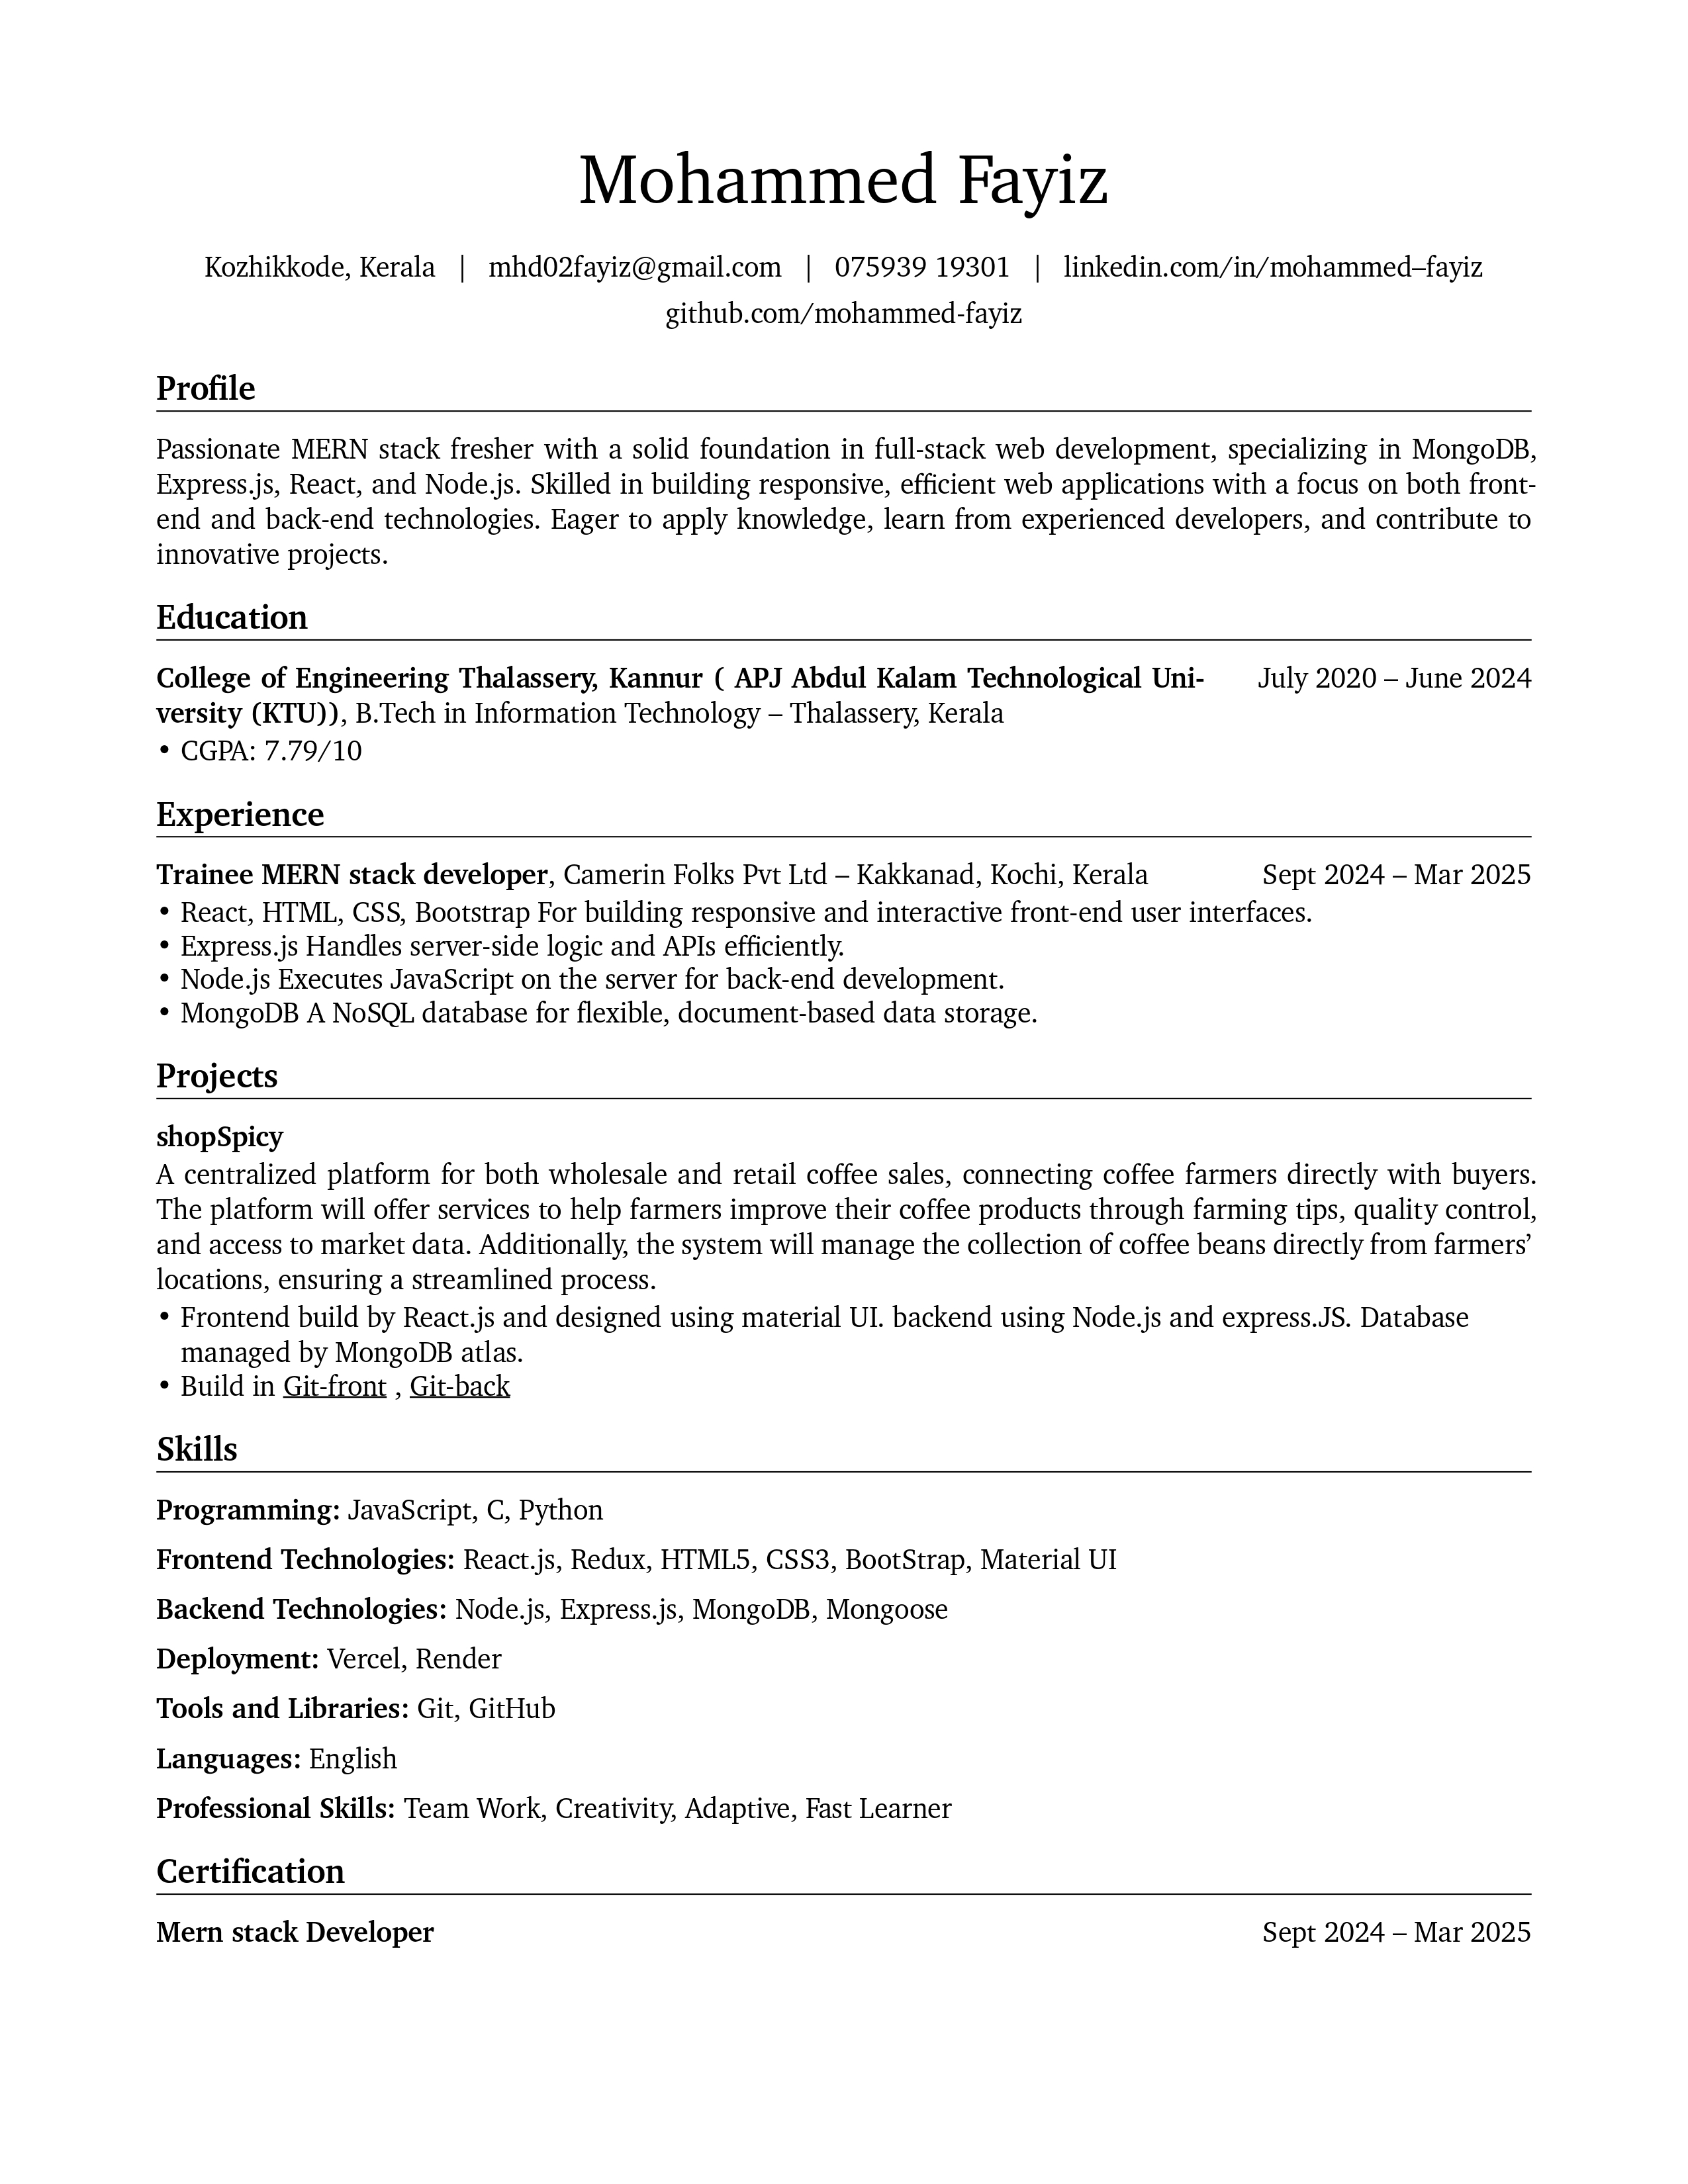 Mohammed Fayiz
Kozhikkode, Kerala | mhd02fayiz@gmail.com | 075939 19301 | linkedin.com/in/mohammed–fayiz
github.com/mohammed-fayiz
Profile
Passionate MERN stack fresher with a solid foundation in full-stack web development, specializing in MongoDB,
Express.js, React, and Node.js. Skilled in building responsive, efficient web applications with a focus on both front-
end and back-end technologies. Eager to apply knowledge, learn from experienced developers, and contribute to
innovative projects.
Education
College of Engineering Thalassery, Kannur ( APJ Abdul Kalam Technological Uni- July 2020 – June 2024
versity (KTU)), B.Tech in Information Technology – Thalassery, Kerala
• CGPA: 7.79/10
Experience
Trainee MERN stack developer, Camerin Folks Pvt Ltd – Kakkanad, Kochi, Kerala Sept 2024 – Mar 2025
• React, HTML, CSS, Bootstrap For building responsive and interactive front-end user interfaces.
• Express.js Handles server-side logic and APIs efficiently.
• Node.js Executes JavaScript on the server for back-end development.
• MongoDB A NoSQL database for flexible, document-based data storage.
Projects
shopSpicy
A centralized platform for both wholesale and retail coffee sales, connecting coffee farmers directly with buyers.
The platform will offer services to help farmers improve their coffee products through farming tips, quality control,
and access to market data. Additionally, the system will manage the collection of coffee beans directly from farmers’
locations, ensuring a streamlined process.
• Frontend build by React.js and designed using material UI. backend using Node.js and express.JS. Database
managed by MongoDB atlas.
• Build in Git-front , Git-back
Skills
Programming: JavaScript, C, Python
Frontend Technologies: React.js, Redux, HTML5, CSS3, BootStrap, Material UI
Backend Technologies: Node.js, Express.js, MongoDB, Mongoose
Deployment: Vercel, Render
Tools and Libraries: Git, GitHub
Languages: English
Professional Skills: Team Work, Creativity, Adaptive, Fast Learner
Certification
Mern stack Developer Sept 2024 – Mar 2025